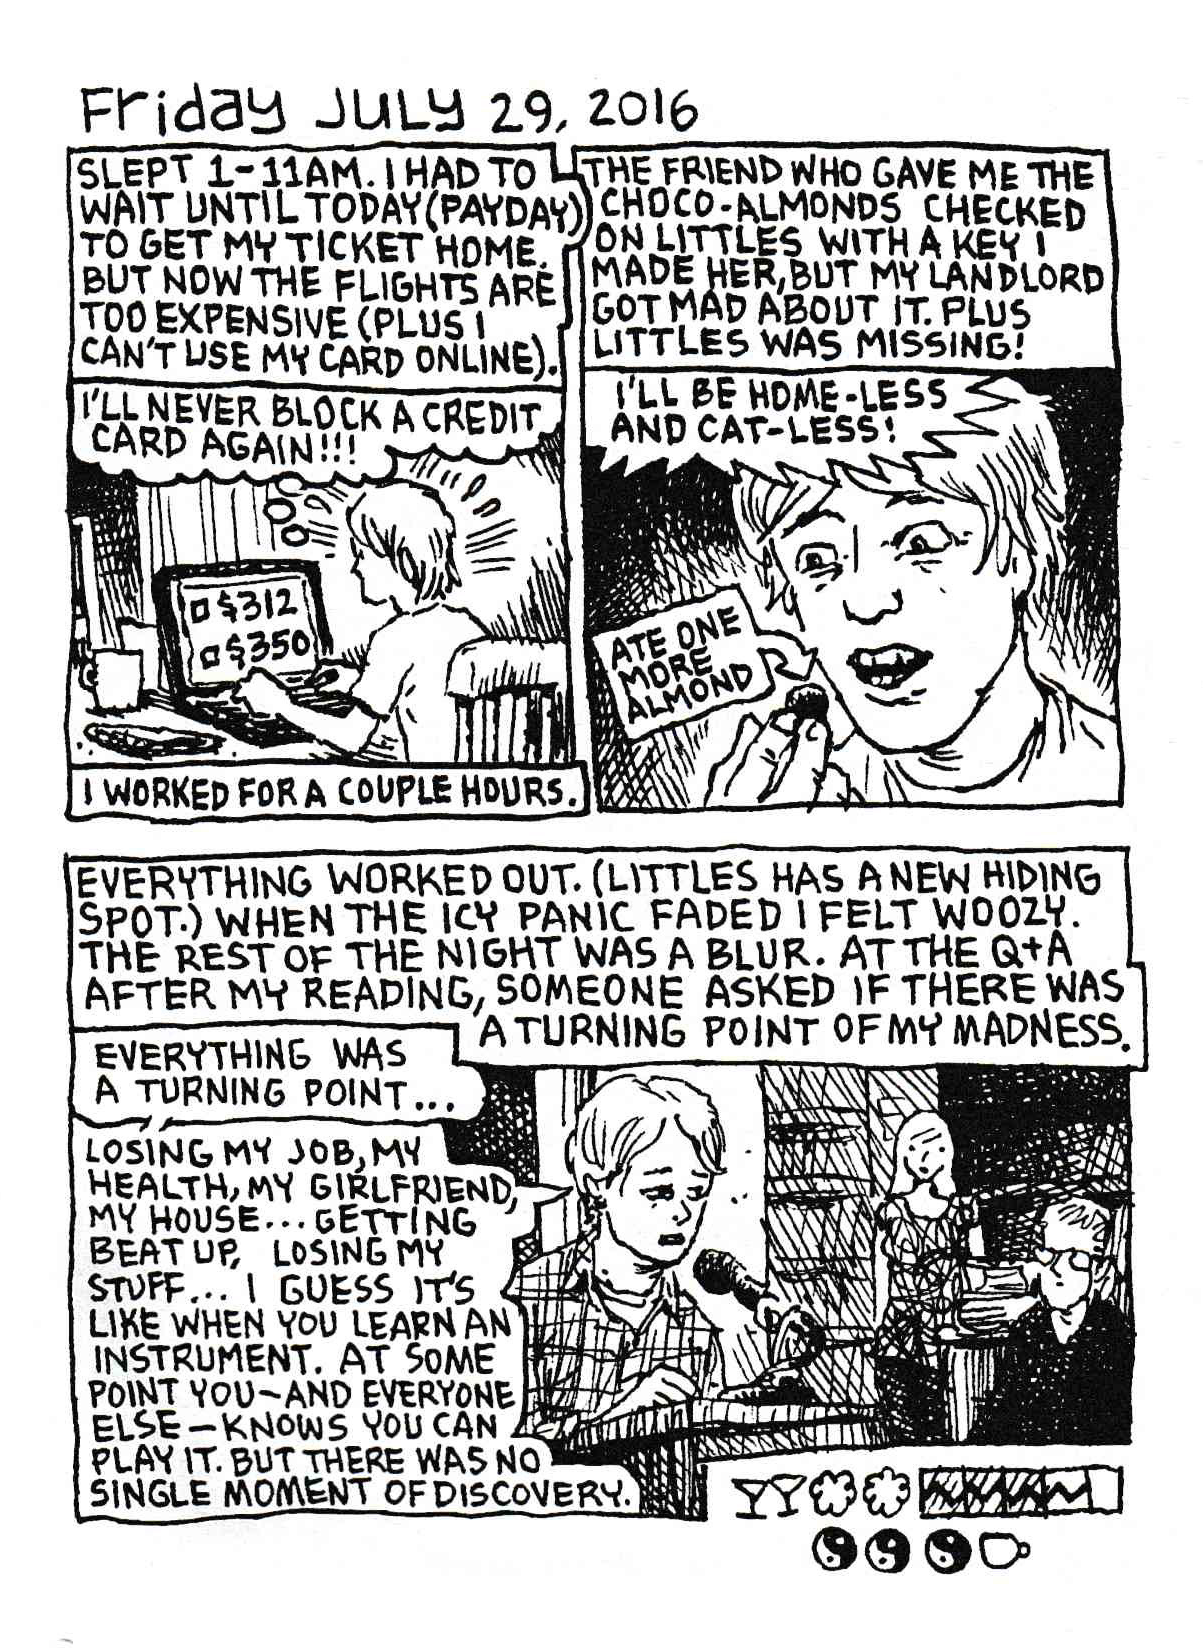 Friday JULY 29, 2016
SLEPT 1-11AM. I HAD TO
WAIT UNTIL TODAY (PAYDAY)
TO GET MY TICKET HOME.
BUT NOW THE FLIGHTS ARE
TOO EXPENSIVE (PLUS I
CAN'T USE MY CARD ONLINE).
I'LL NEVER BLOCK A CREDIT
CARD AGAIN!!!
$312
$350
I WORKED FOR A COUPLE HOURS.
THE FRIEND WHO GAVE ME THE
CHOCO-ALMONDS CHECKED
ON LITTLES WITH A KEY I
MADE HER, BUT MY LANDLORD
GOT MAD ABOUT IT. PLUS
LITTLES WAS MISSING!
I'LL BE HOME-LESS
AND CAT-LESS!
ATE ONE
MORE
ALMOND
EVERYTHING WORKED OUT. (LITTLES HAS A NEW HIDING
SPOT.) WHEN THE ICY PANIC FADED I FELT WOOZY.
THE REST OF THE NIGHT WAS A BLUR. AT THE Q+A
AFTER MY READING, SOMEONE ASKED IF THERE WAS
A TURNING POINT OF MY MADNESS.
EVERYTHING WAS
A TURNING POINT...
LOSING MY JOB, MY
HEALTH, MY GIRLFRIEND,
MY HOUSE... GETTING
BEAT UP, LOSING MY
STUFF... I GUESS IT'S
LIKE WHEN YOU LEARN AN
INSTRUMENT. AT SOME
POINT YOU-AND EVERYONE
ELSE-KNOWS YOU CAN
PLAY IT. BUT THERE WAS NO
SINGLE MOMENT OF DISCOVERY.